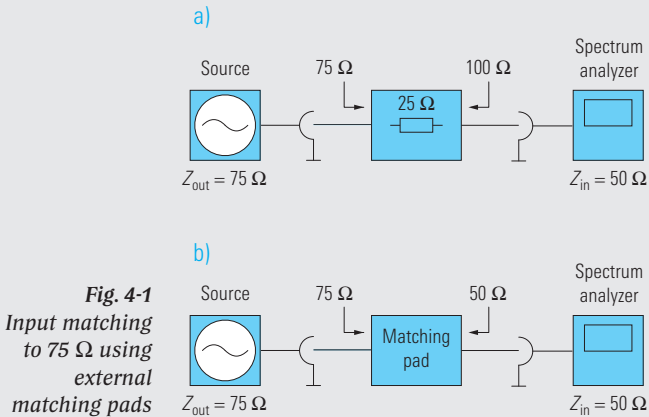 a)
Source
75 Ω
100 Ω
Spectrum
analyzer
25 Ω
Zout = 75 Ω
Zin = 50 Ω
b)
Fig. 4-1
Input matching
to 75 Ω using
external
matching pads
Source
75 Ω
50 Ω
Spectrum
analyzer
Matching
pad
Zout = 75 Ω
Zin = 50 Ω